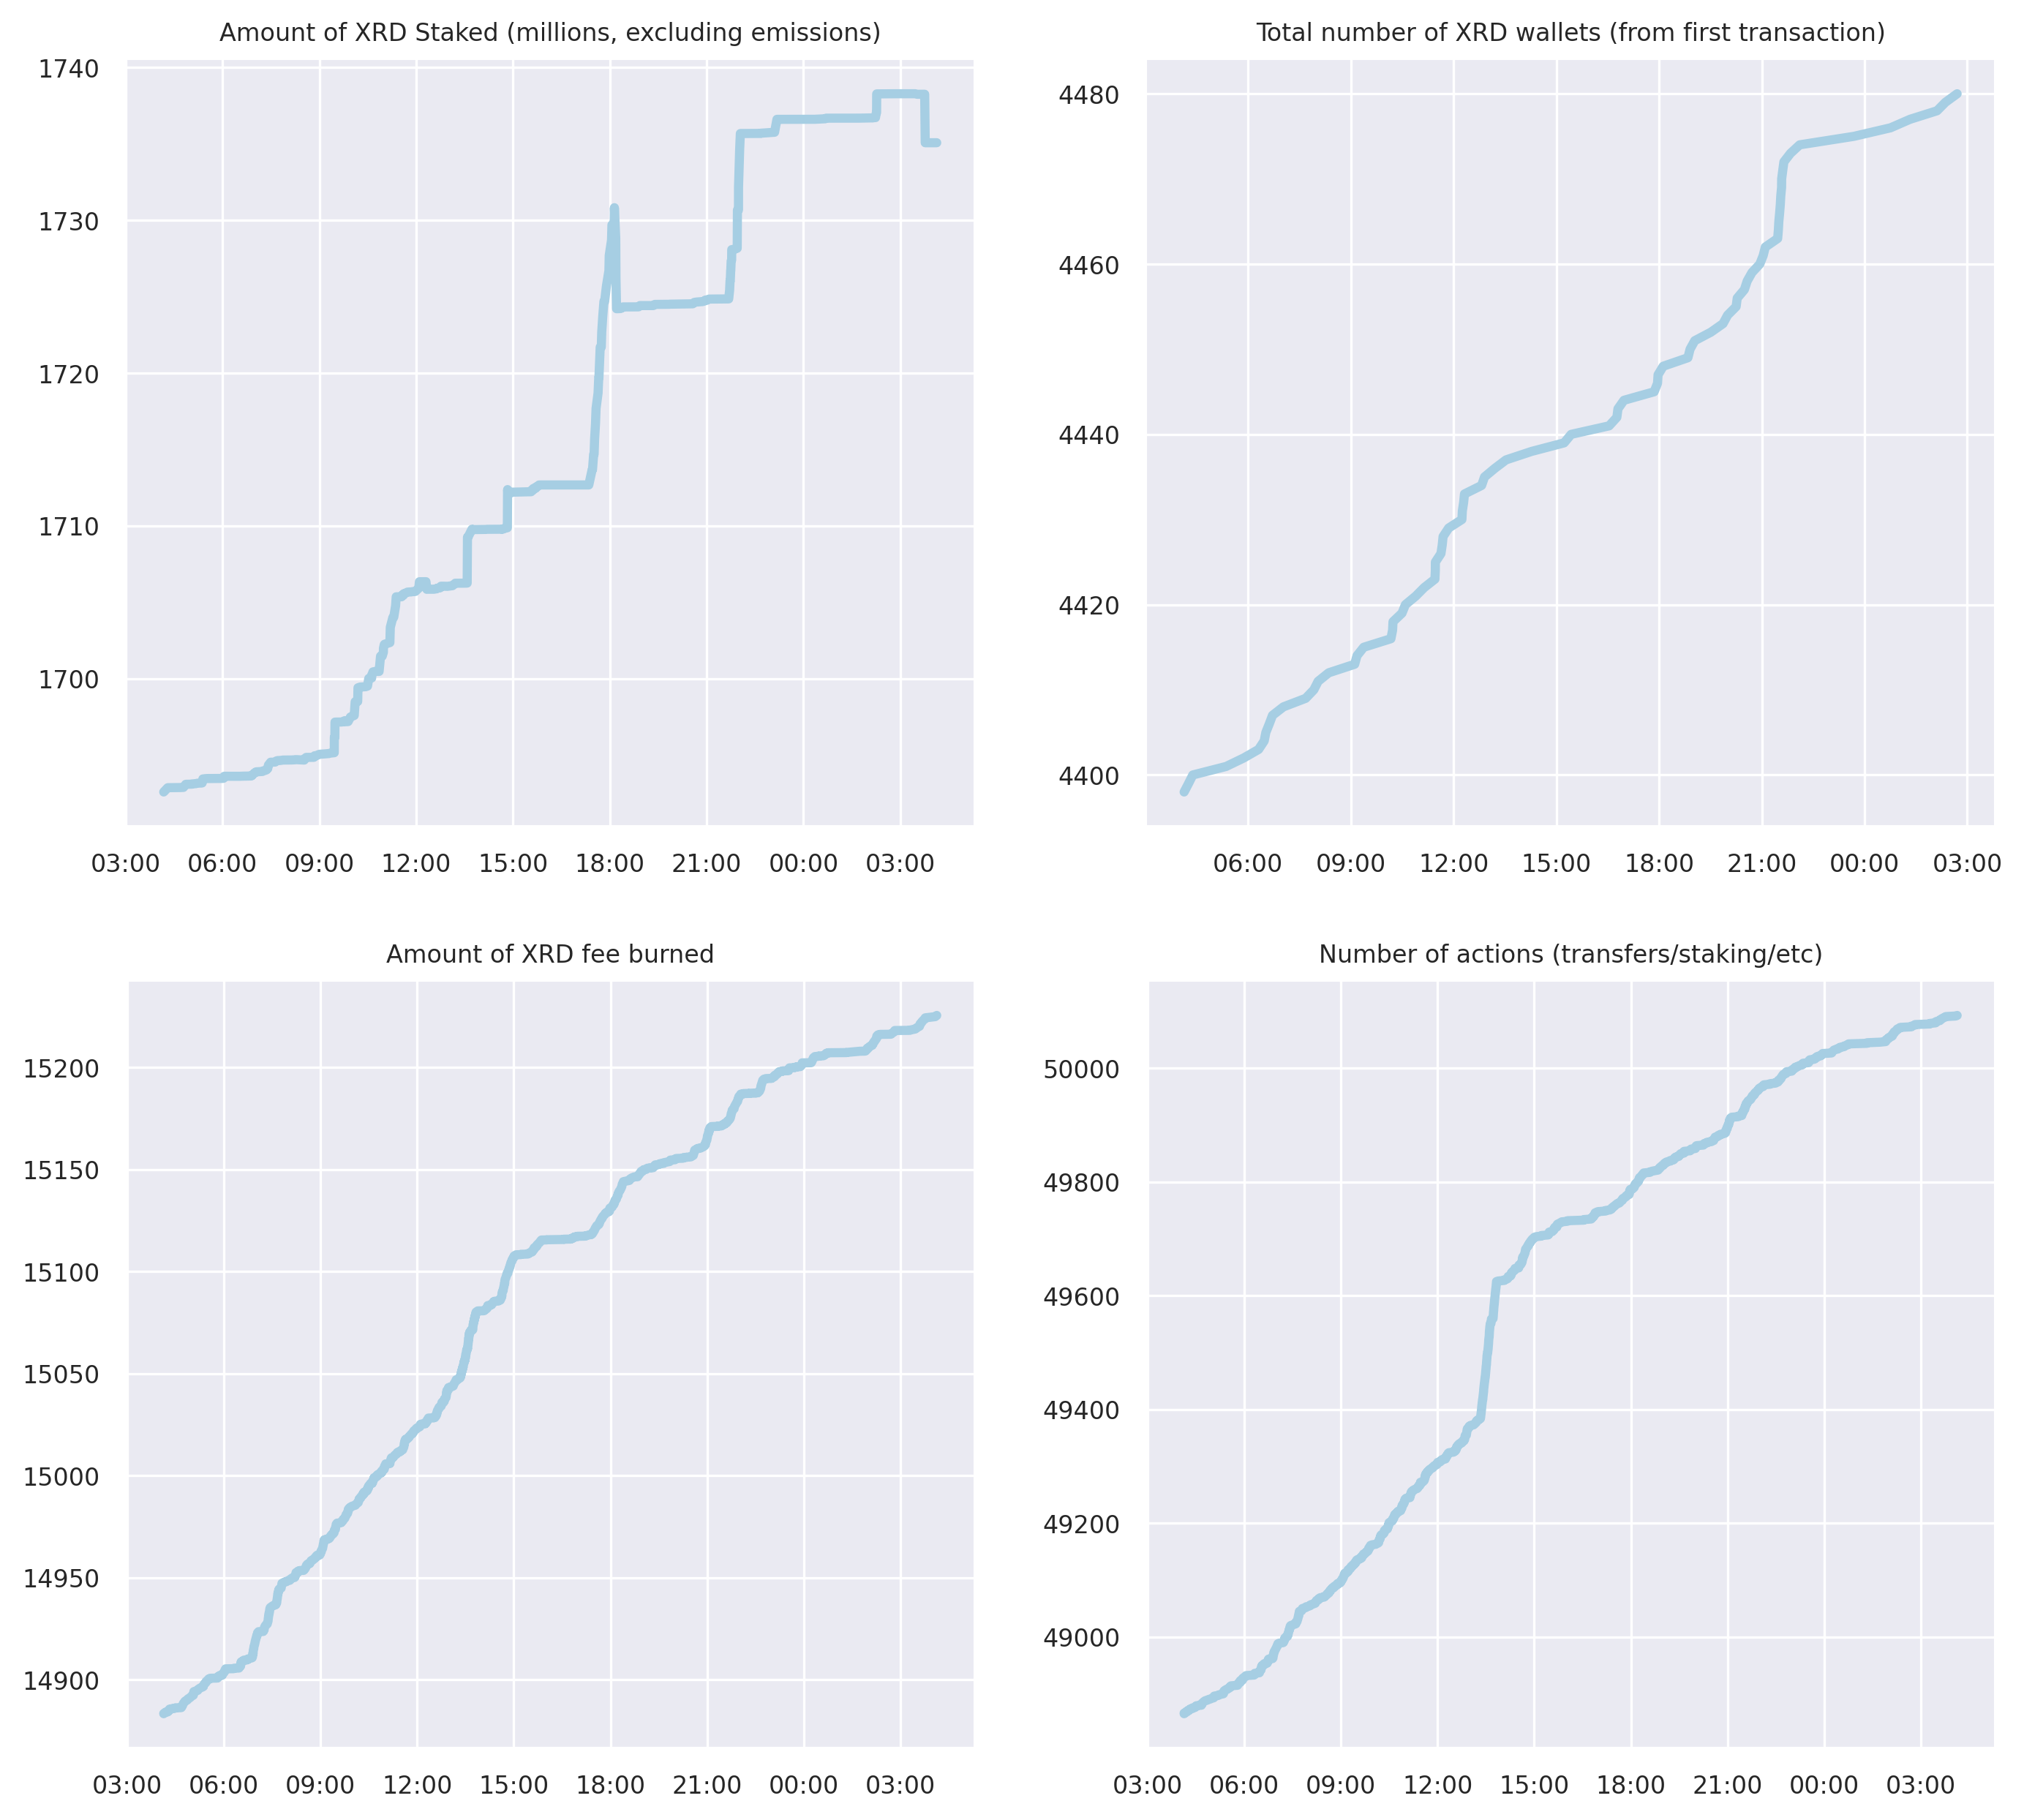 Amount of XRD Staked (millions, excluding emissions)
1740
1730
1720
1710
1700
03:00 06:00 09:00 12:00 15:00 18:00 21:00 00:00 03:00
Total number of XRD wallets (from first transaction)
4480
4460
4440
4420
4400
06:00 09:00 12:00 15:00 18:00 21:00 00:00 03:00
Amount of XRD fee burned
15200
15150
15100
15050
15000
14950
14900
03:00 06:00 09:00 12:00 15:00 18:00 21:00 00:00 03:00
Number of actions (transfers/staking/etc)
50000
49800
49600
49400
49200
49000
03:00 06:00 09:00 12:00 15:00 18:00 21:00 00:00 03:00